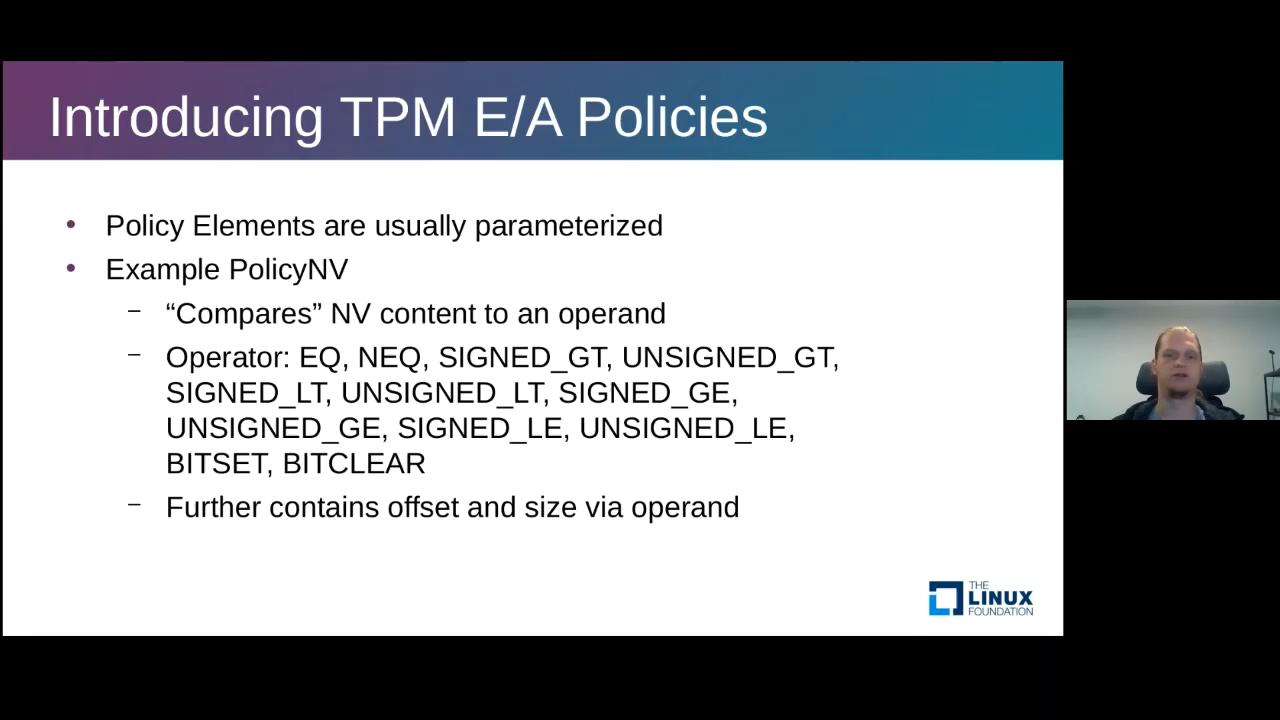 Introducing TPM E/A Policies
• Policy Elements are usually parameterized
• Example PolicyNV
– “Compares” NV content to an operand
– Operator: EQ, NEQ, SIGNED_GT, UNSIGNED_GT,
SIGNED_LT, UNSIGNED_LT, SIGNED_GE,
UNSIGNED_GE, SIGNED_LE, UNSIGNED_LE,
BITSET, BITCLEAR
– Further contains offset and size via operand
THE
LINUX
FOUNDATION